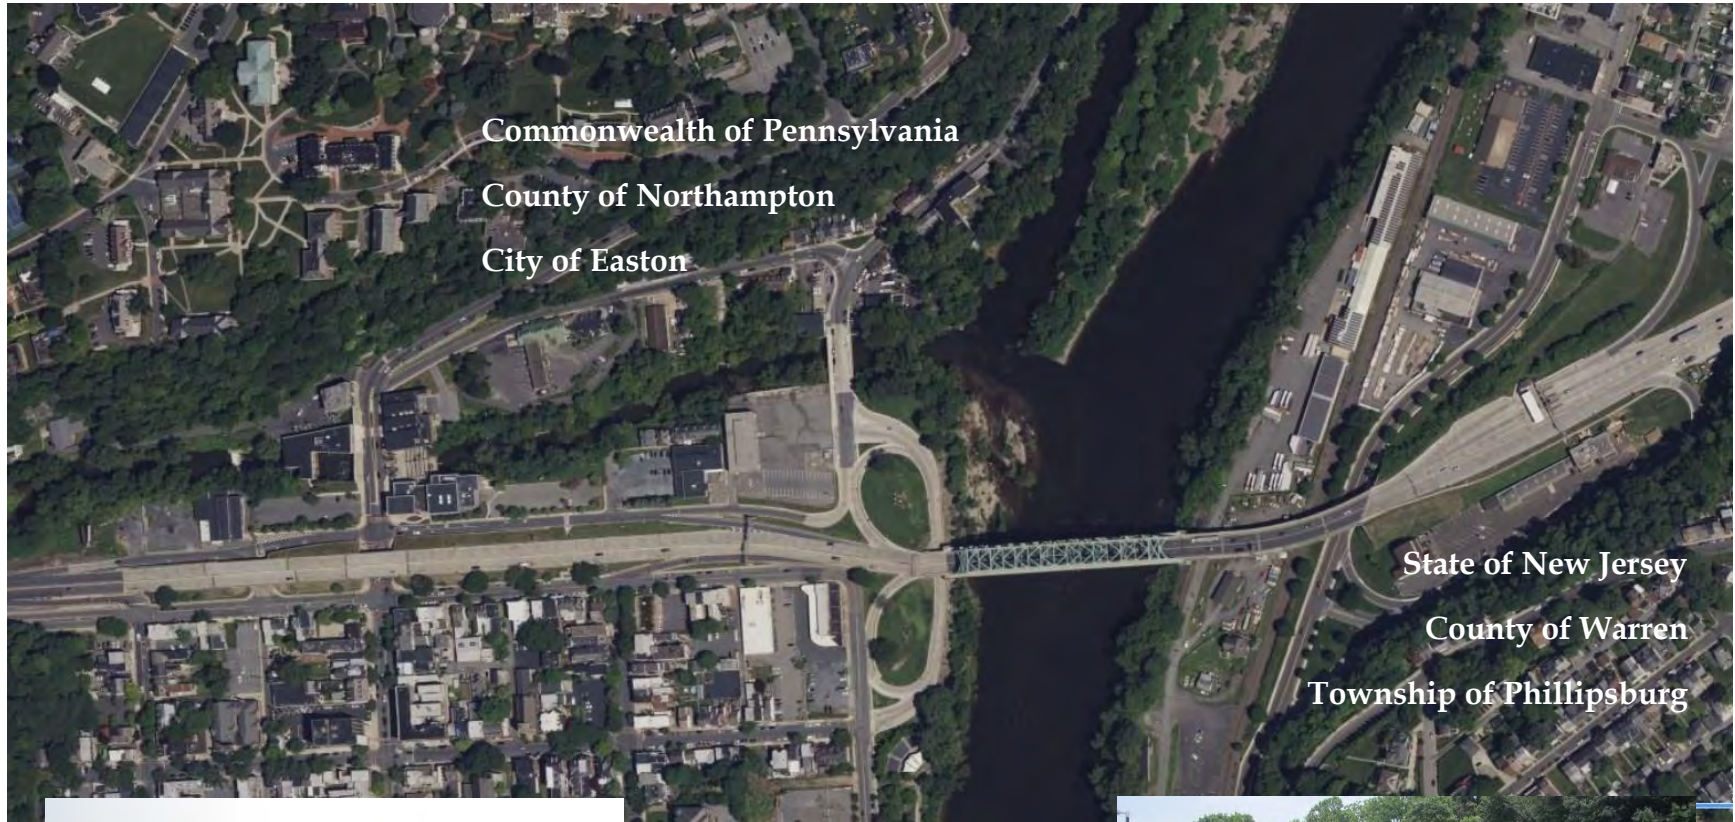 Commonwealth of Pennsylvania
County of Northampton
City of Easton
State of New Jersey
County of Warren
Township of Phillipsburg